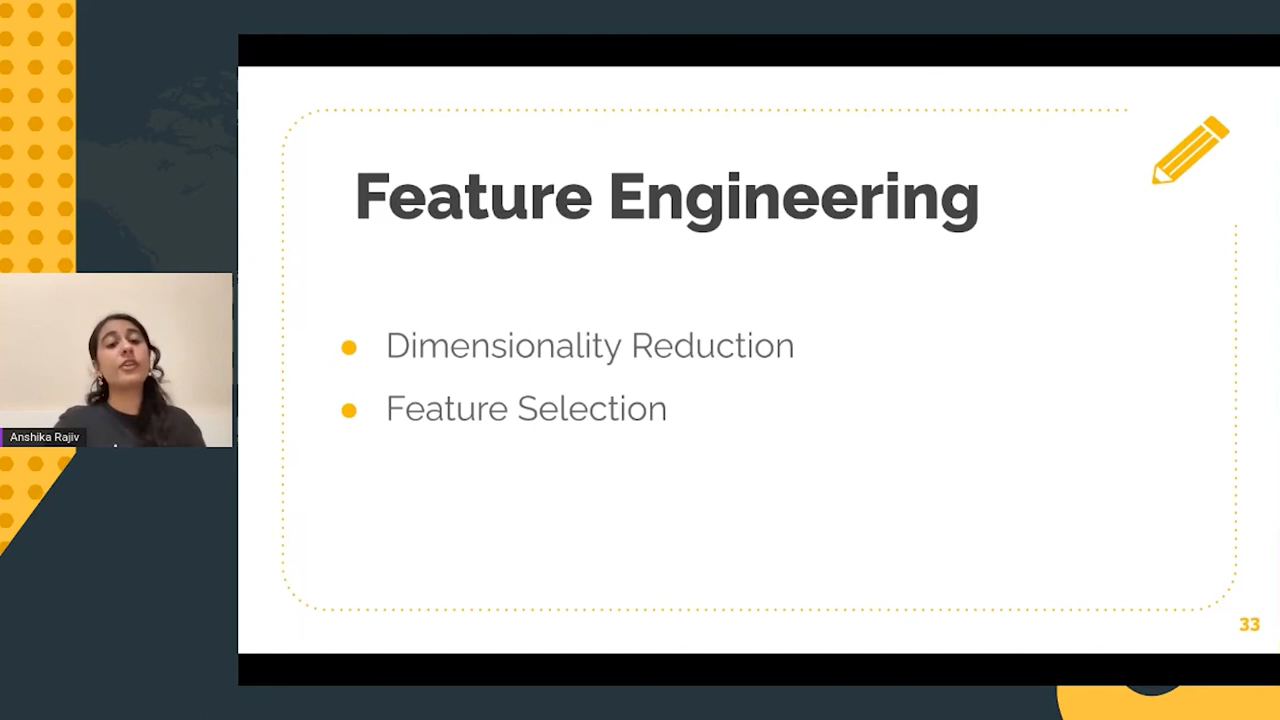 Feature Engineering
Dimensionality Reduction
Feature Selection
Anshika Rajiv
33